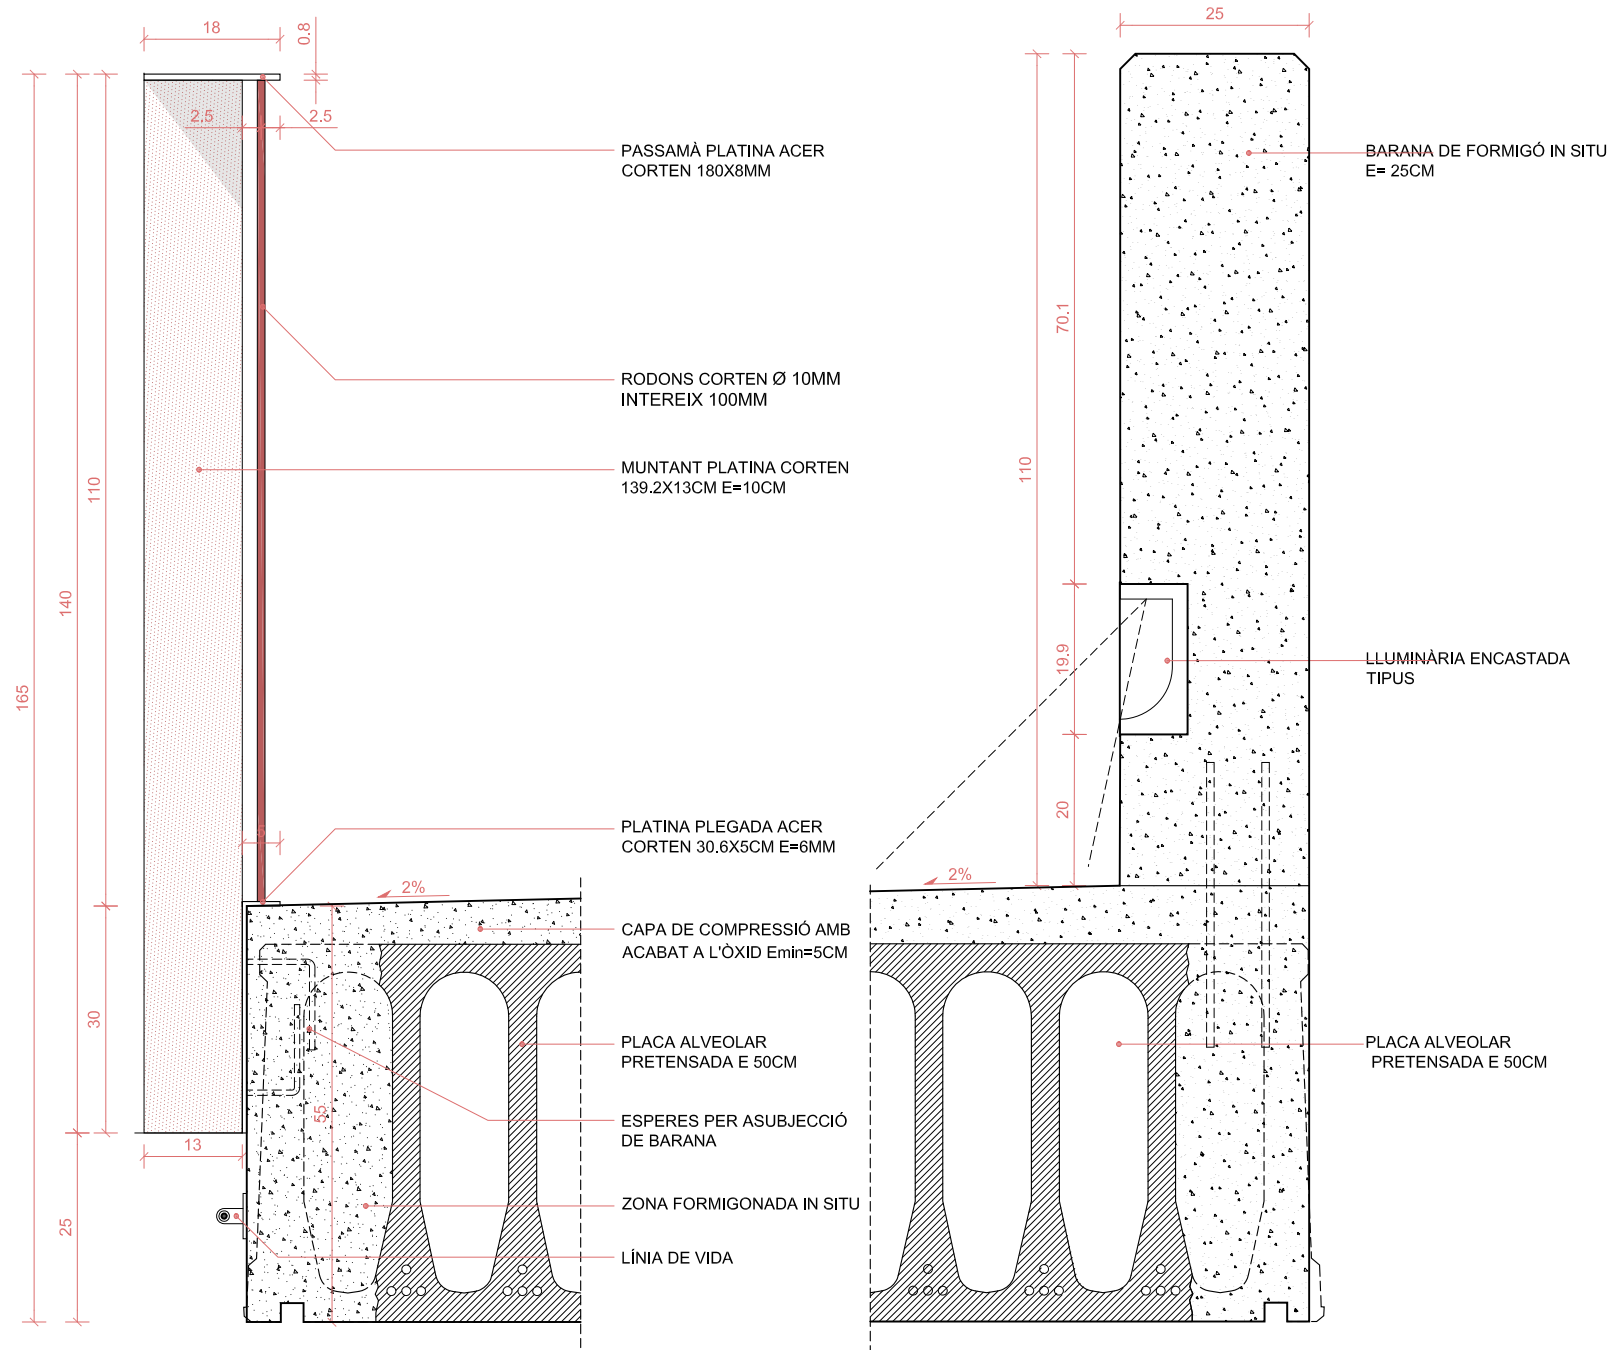 18
0.8
25
2.5
2.5
PASSAMÀ PLATINA ACER
CORTEN 180X8MM
BARANA DE FORMIGÓ IN SITU
E= 25CM
70.1
RODONS CORTEN Ø 10MM
INTEREIX 100MM
MUNTANT PLATINA CORTEN
139.2X13CM E=10CM
110
110
140
165
19.9
LLUMINÀRIA ENCASTADA
TIPUS
20
PLATINA PLEGADA ACER
CORTEN 30.6X5CM E=6MM
2%
2%
CAPA DE COMPRESSIÓ AMB
ACABAT A L'ÒXID Emin=5CM
30
PLACA ALVEOLAR
PRETENSADA E 50CM
PLACA ALVEOLAR
PRETENSADA E 50CM
55
ESPERES PER ASUBJECCIÓ
DE BARANA
13
ZONA FORMIGONADA IN SITU
25
LÍNIA DE VIDA